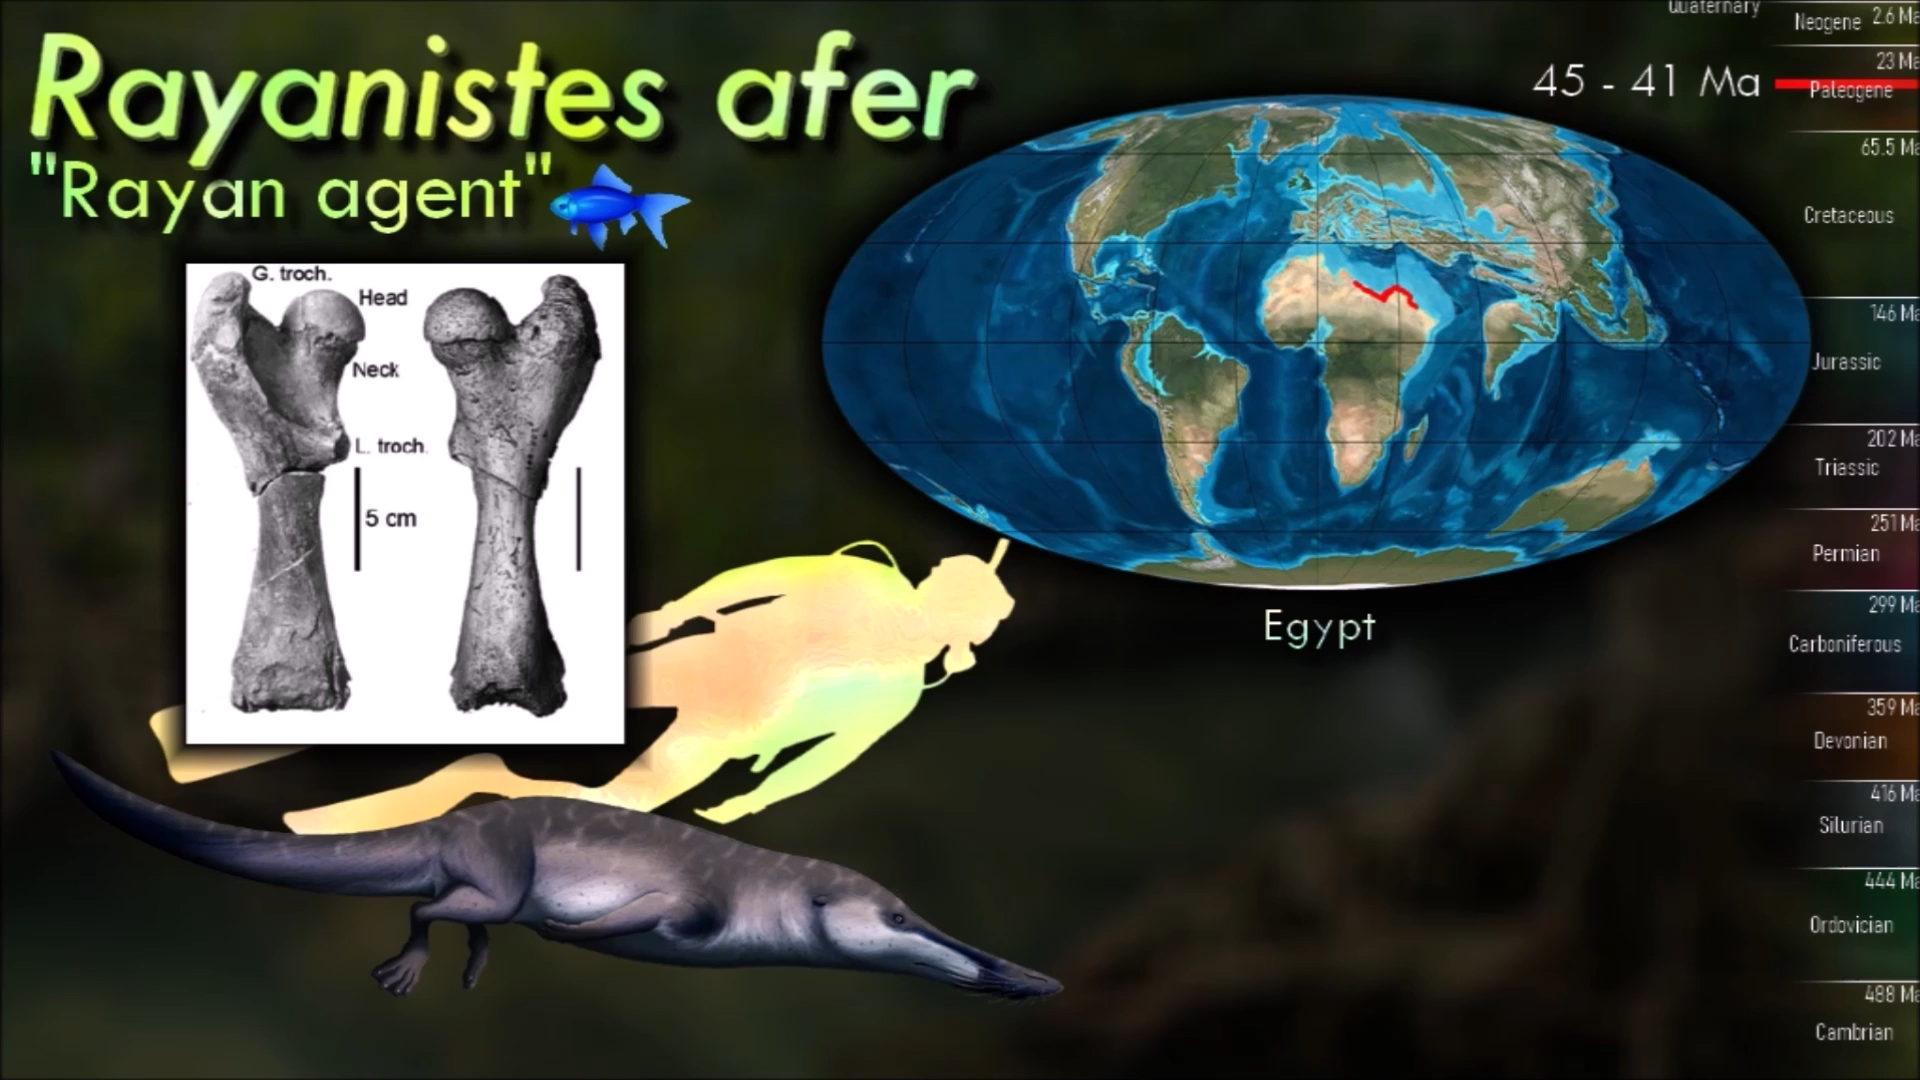 Rayanistes afer
"Rayan agent"
G. troch.
Head
Neck
L. troch.
5 cm
45 - 41 Ma
Egypt
Quaternary
2.6 Ma
Neogene
23 Ma
Paleogene
65.5 Ma
Cretaceous
146 Ma
Jurassic
202 Ma
Triassic
251 Ma
Permian
299 Ma
Carboniferous
359 Ma
Devonian
416 Ma
Silurian
444 Ma
Ordovician
488 Ma
Cambrian